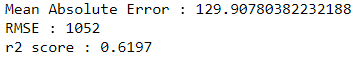 Mean Absolute Error : 129.90780382232188
RMSE : 1052
r2 score : 0.6197